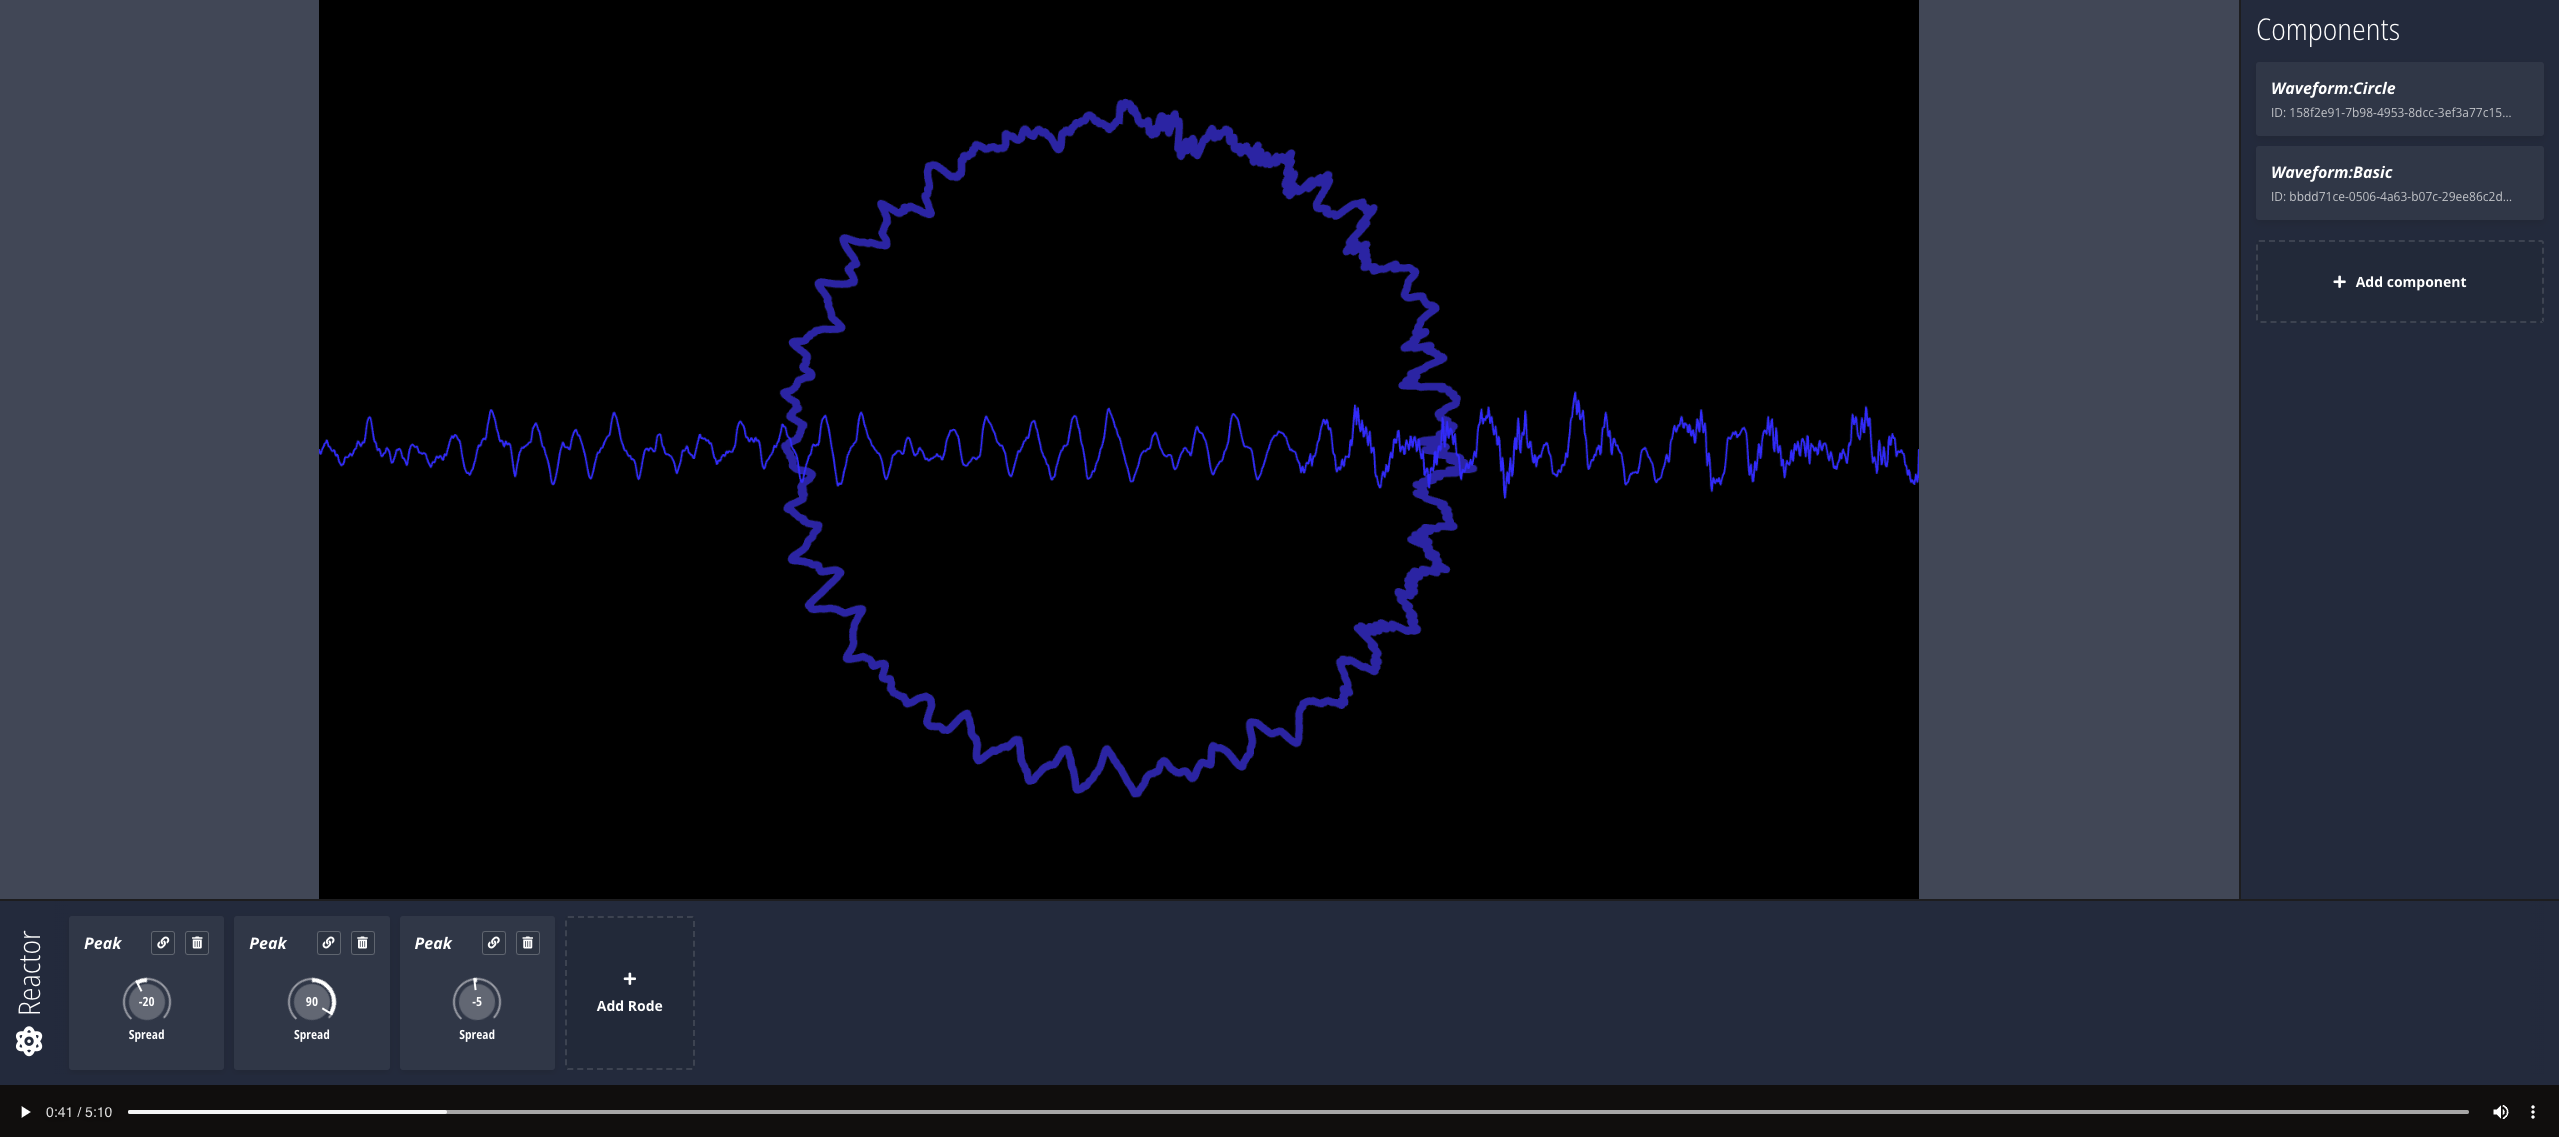 Components
Waveform:Circle
ID: 158f2e91-7b98-4953-8dcc-3ef3a77c15...
Waveform:Basic
ID: bbdd71ce-0506-4a63-b07c-29ee86c2d...
+ Add component
Reactor
Peak
-20
Spread
Peak
90
Spread
Peak
-5
Spread
+
Add Rode
0:41 / 5:10